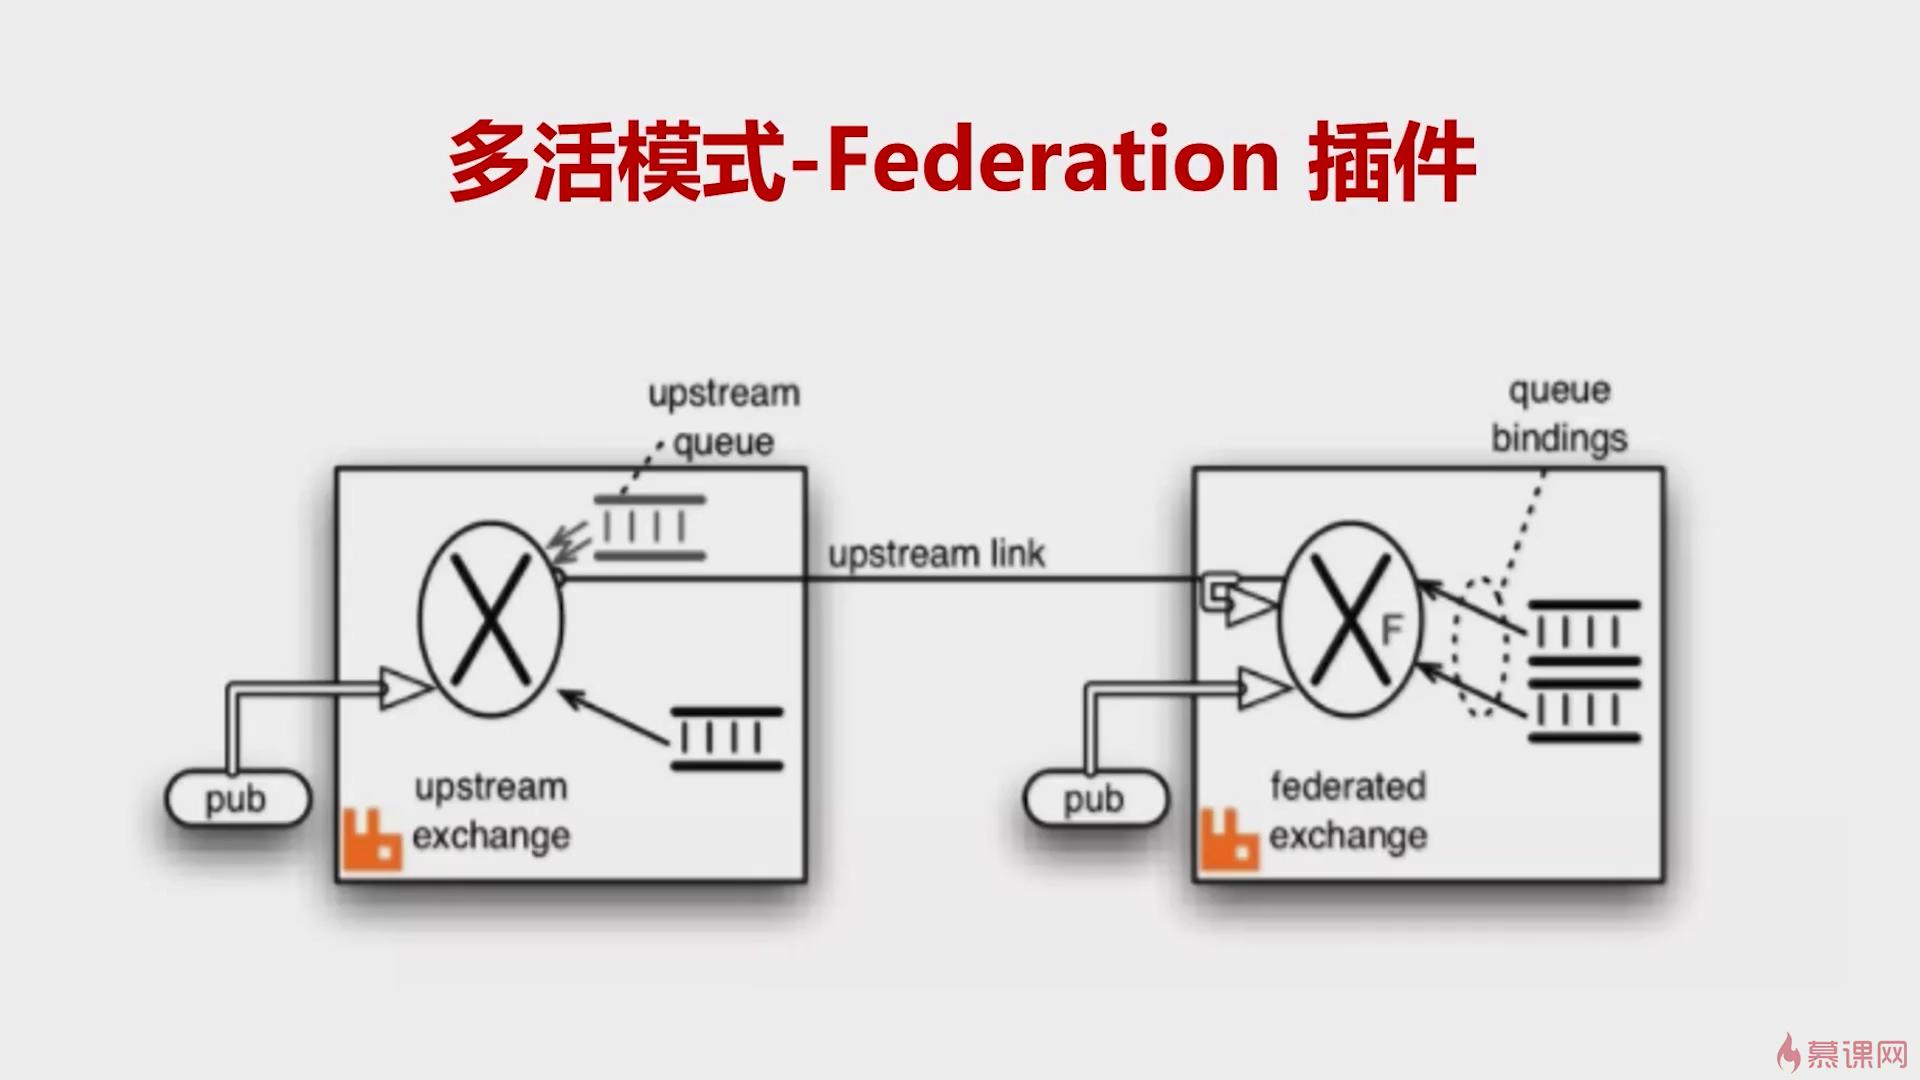 多活模式-Federation 插件
upstream
queue
queue
bindings
upstream link
F
pub
upstream
exchange
pub
federated
exchange
慕课网